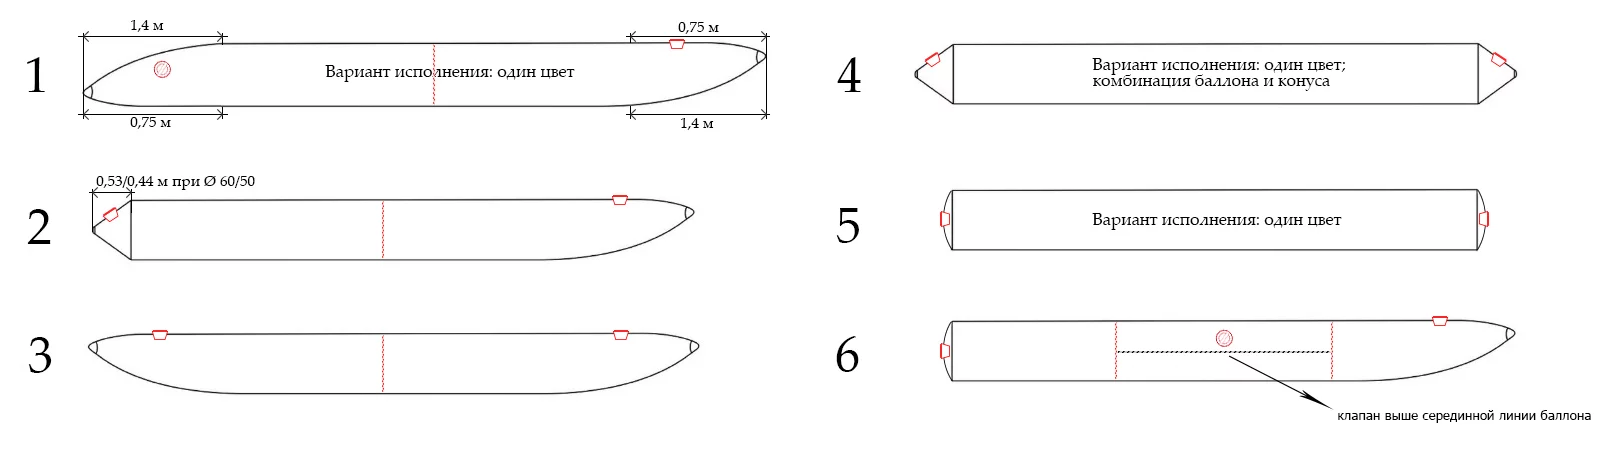 1
1,4 м
0,75 м
Вариант исполнения: один цвет
0,75 м
1,4 м
2
0,53/0,44 м при Ø 60/50
3
4
Вариант исполнения: один цвет;
комбинация баллона и конуса
5
Вариант исполнения: один цвет
6
клапан выше серединной линии баллона